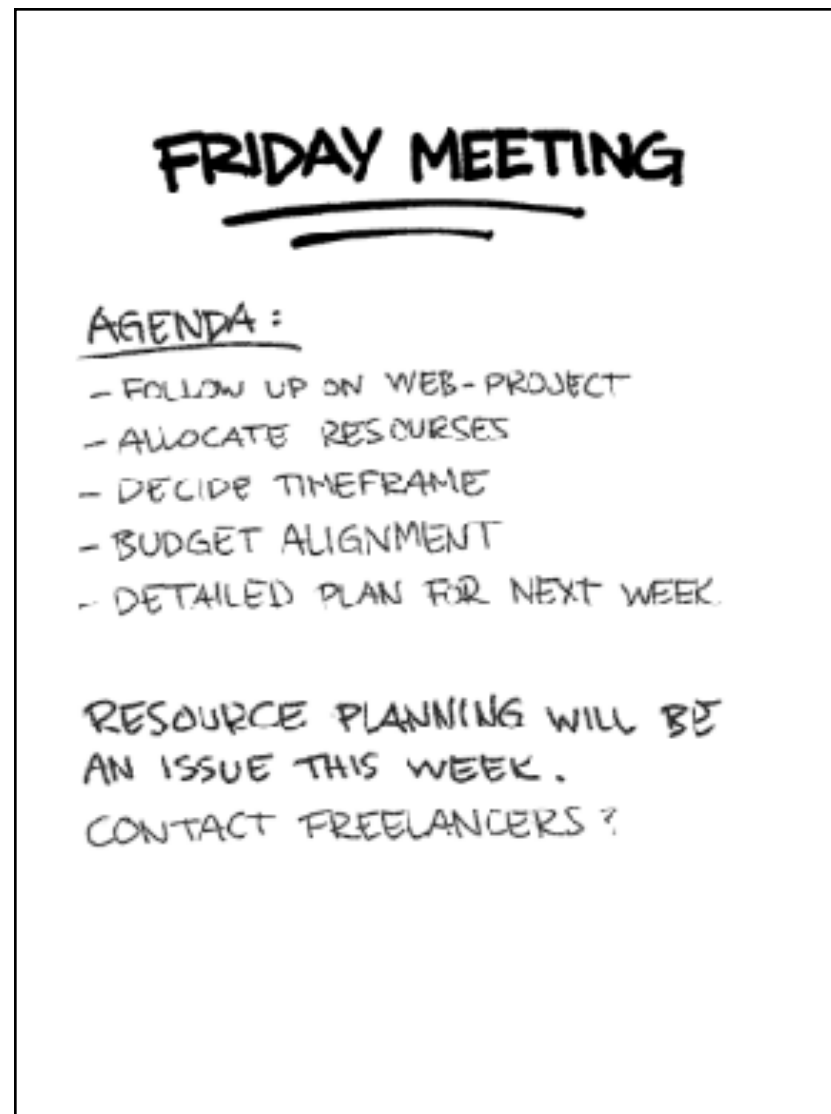 FRIDAY MEETING
AGENDA:
- FOLLOW UP ON WEB-PROJECT
- ALLOCATE RESOURSES
- DECIDE TIMEFRAME
- BUDGET ALIGNMENT
- DETAILED PLAN FOR NEXT WEEK
RESOURCE PLANNING WILL BE
AN ISSUE THIS WEEK.
CONTACT FREELANCERS?